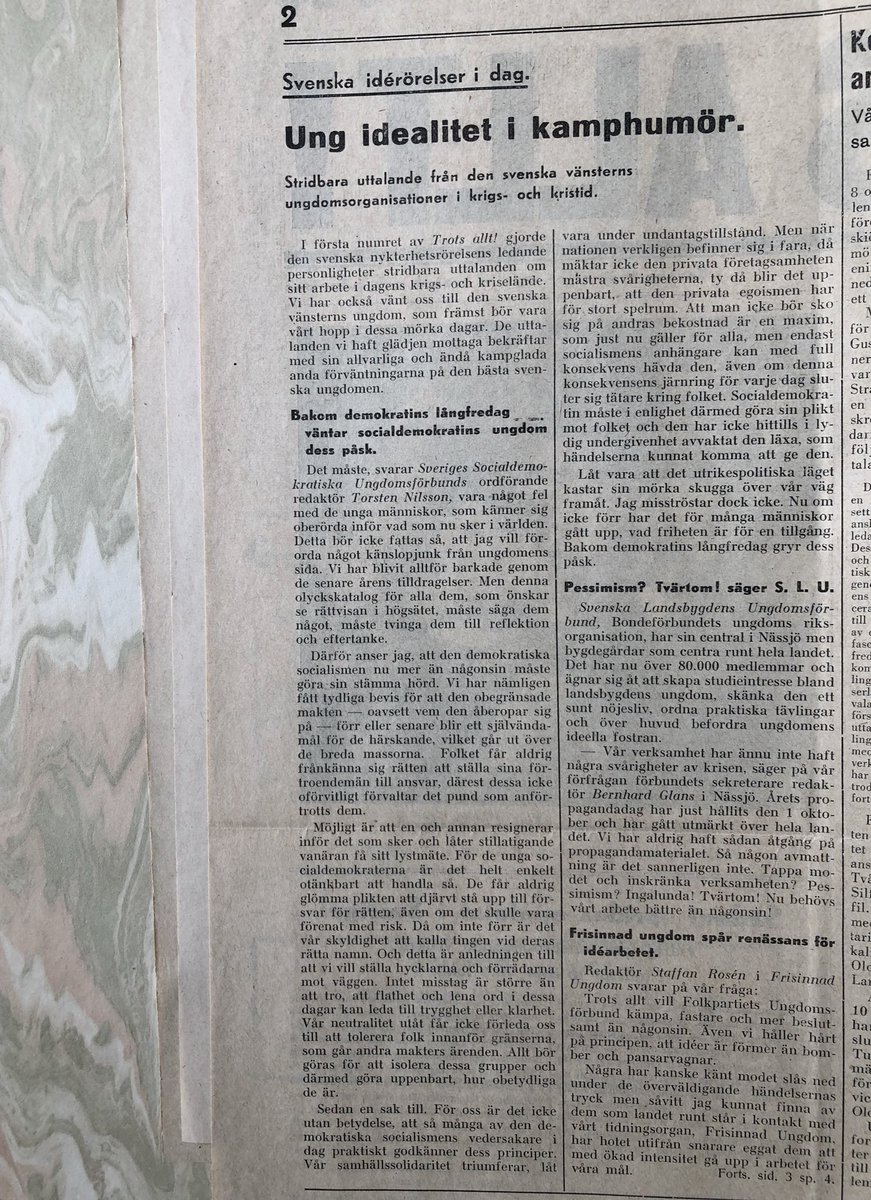 2
Svenska idérörelser i dag.
Ung idealitet i kamphumör.
Stridbara uttalande från den svenska vänsterns
ungdomsorganisationer i krigs- och kristid.
I första numret av Trots allt! gjorde
den svenska nykterhetsrörelsens ledande
personligheter stridbara uttalanden om
sitt arbete i dagens krigs- och kriselände.
Vi har också vänt oss till den svenska
vänsterns ungdom, som främst bör vara
vårt hopp i dessa mörka dagar. De utta-
landen vi haft glädjen mottaga bekräftar
med sin allvarliga och ändå kampglada
anda förväntningarna på den bästa sven-
ska ungdomen.
Bakom demokratins långfredag
väntar socialdemokratins ungdom
dess påsk.
Det måste, svarar Sveriges Socialdemo-
kratiska Ungdomsförbunds ordförande
redaktör Torsten Nilsson, vara något fel
med de unga människor, som känner sig
oberörda inför vad som nu sker i världen.
Detta bör icke fattas så, att jag vill för-
orda något känslopjunk från ungdomens
sida. Vi har blivit alltför barkade genom
de senare årens tilldragelser. Men denna
olyckskatalog för alla dem, som önskar
se rättvisan i högsätet, måste säga dem
något, måste tvinga dem till reflektion
och eftertanke.
Därför anser jag, att den demokratiska
socialismen nu mer än någonsin måste
göra sin stämma hörd. Vi har nämligen
fått tydliga bevis för att den obegränsade
makten — oavsett vem den åberopar sig
på — förr eller senare blir ett självända-
mål för de härskande, vilket går ut över
de breda massorna. Folket får aldrig
frånkänna sig rätten att ställa sina för-
troendemän till ansvar, därest dessa icke
oförvitligt förvaltar det pund som anför-
trotts dem.
Möjligt är att en och annan resignerar
inför det som sker och låter stillatigande
vanäran få sitt lystmäte. För de unga so-
cialdemokraterna är det helt enkelt
otänkbart att handla så. De får aldrig
glömma plikten att djärvt stå upp till för-
svar för rätten, även om det skulle vara
förenat med risk. Då om inte förr är det
vår skyldighet att kalla tingen vid deras
rätta namn. Och detta är anledningen till
att vi vill ställa hycklarna och förrädarna
mot väggen. Intet misstag är större än
att tro, att flathet och lena ord i dessa
dagar kan leda till trygghet eller klarhet.
Vår neutralitet utåt får icke förleda oss
till att tolerera folk innanför gränserna,
som går andra makters ärenden. Allt bör
göras för att isolera dessa grupper och
därmed göra uppenbart, hur obetydliga
de är.
Sedan en sak till. För oss är det icke
utan betydelse, att så många av den de-
mokratiska socialismens vedersakare i
dag praktiskt godkänner dess principer.
Vår samhällssolidaritet triumferar, låt
vara under undantagstillstånd. Men när
nationen verkligen befinner sig i fara, då
mäktar icke den privata företagsamheten
mästra svårigheterna, ty då blir det up-
penbart, att den privata egoismen har
för stort spelrum. Att man icke bör sko
sig på andras bekostnad är en maxim,
som just nu gäller för alla, men endast
socialismens anhängare kan med full
konsekvens hävda den, även om denna
konsekvensens järnring för varje dag slu-
ter sig tätare kring folket. Socialdemokra-
tin måste i enlighet därmed göra sin plikt
mot folket och den har icke hittills i ly-
dig undergivenhet avvaktat den läxa, som
händelserna kunnat komma att ge den.
Låt vara att det utrikespolitiska läget
kastar sin mörka skugga över vår väg
framåt. Jag misströstar dock icke. Nu om
icke förr har det för många människor
gått upp, vad friheten är för en tillgång.
Bakom demokratins långfredag gryr dess
påsk.
Pessimism? Tvärtom! säger S. L. U.
Svenska Landsbygdens Ungdomsför-
bund, Bondeförbundets ungdoms riks-
organisation, har sin central i Nässjö men
bygdegårdar som centra runt hela landet.
Det har nu över 80.000 medlemmar och
ägnar sig åt att skapa studieintresse bland
landsbygdens ungdom, skänka den ett
sunt nöjesliv, ordna praktiska tävlingar
och över huvud befordra ungdomens
ideella fostran.
— Vår verksamhet har ännu inte haft
några svårigheter av krisen, säger på vår
förfrågan förbundets sekreterare redak-
tör Bernhard Glans i Nässjö. Årets pro-
pagandadag har just hållits den 1 okto-
ber och har gått utmärkt över hela lan-
det. Vi har aldrig haft sådan åtgång på
propagandamaterialet. Så någon avmatt-
ning är det sannerligen inte. Tappa mo-
det och inskränka verksamheten? Pes-
simism? Ingalunda! Tvärtom! Nu behövs
vårt arbete bättre än någonsin!
Frisinnad ungdom spår renässans för
idéarbetet.
Redaktör Staffan Rosén i Frisinnad
Ungdom svarar på vår fråga:
Trots allt vill Folkpartiets Ungdoms-
förbund kämpa, fastare och mer beslut-
samt än någonsin. Även vi håller hårt
på principen, att idéer är förmer än bom-
ber och pansarvagnar.
Några har kanske känt modet slås ned
under de överväldigande händelsernas
tryck men såvitt jag kunnat finna av
dem som landet runt står i kontakt med
vårt tidningsorgan, Frisinnad Ungdom,
har hotet utifrån snarare eggat dem att
med ökad intensitet gå upp i arbetet för
våra mål. Forts. sid. 3 sp. 4.